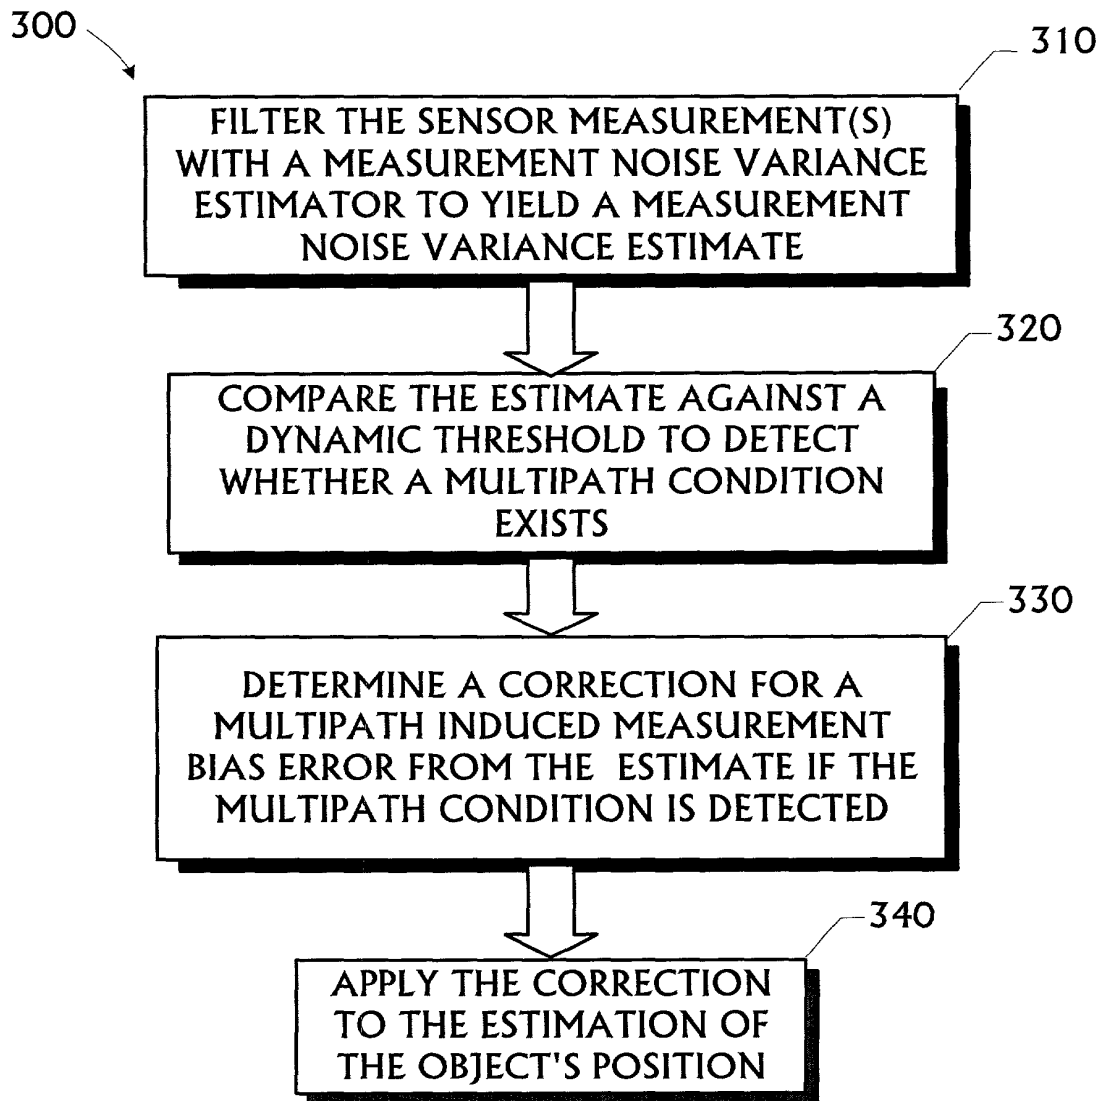 300
310
FILTER THE SENSOR MEASUREMENT(S)
WITH A MEASUREMENT NOISE VARIANCE
ESTIMATOR TO YIELD A MEASUREMENT
NOISE VARIANCE ESTIMATE
320
COMPARE THE ESTIMATE AGAINST A
DYNAMIC THRESHOLD TO DETECT
WHETHER A MULTIPATH CONDITION
EXISTS
330
DETERMINE A CORRECTION FOR A
MULTIPATH INDUCED MEASUREMENT
BIAS ERROR FROM THE ESTIMATE IF THE
MULTIPATH CONDITION IS DETECTED
340
APPLY THE CORRECTION
TO THE ESTIMATION OF
THE OBJECT'S POSITION